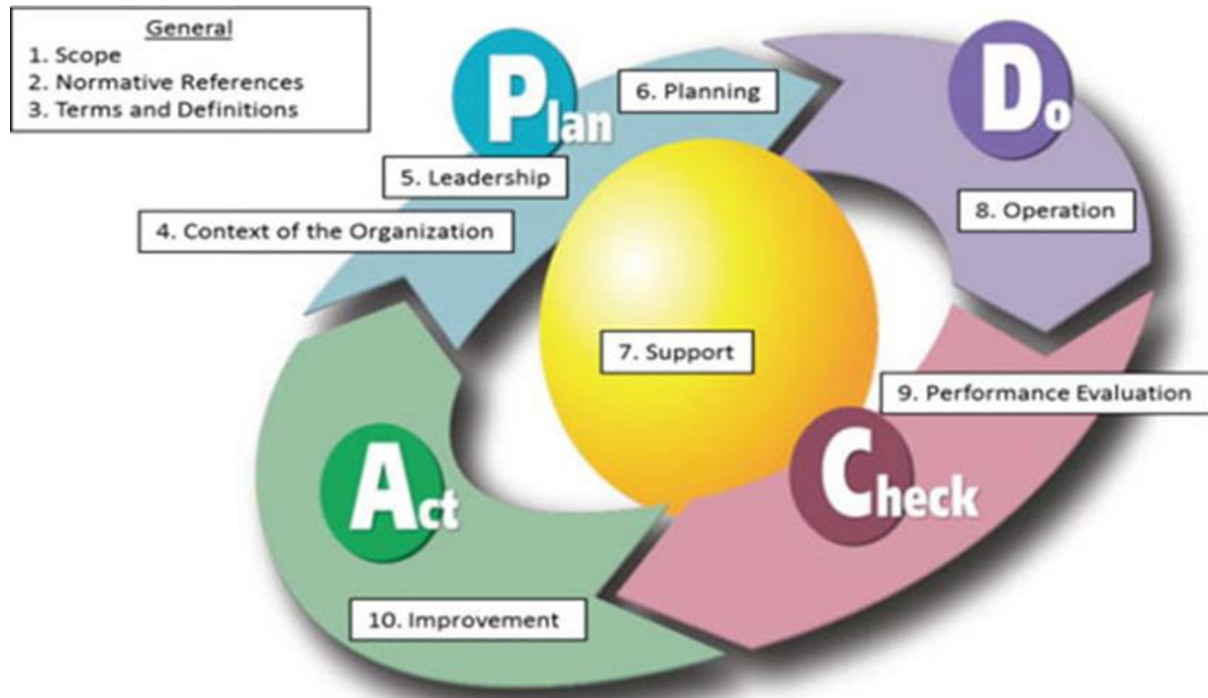 General
1. Scope
2. Normative References
3. Terms and Definitions
Plan
6. Planning
Do
5. Leadership
4. Context of the Organization
8. Operation
7. Support
9. Performance Evaluation
Check
Act
10. Improvement